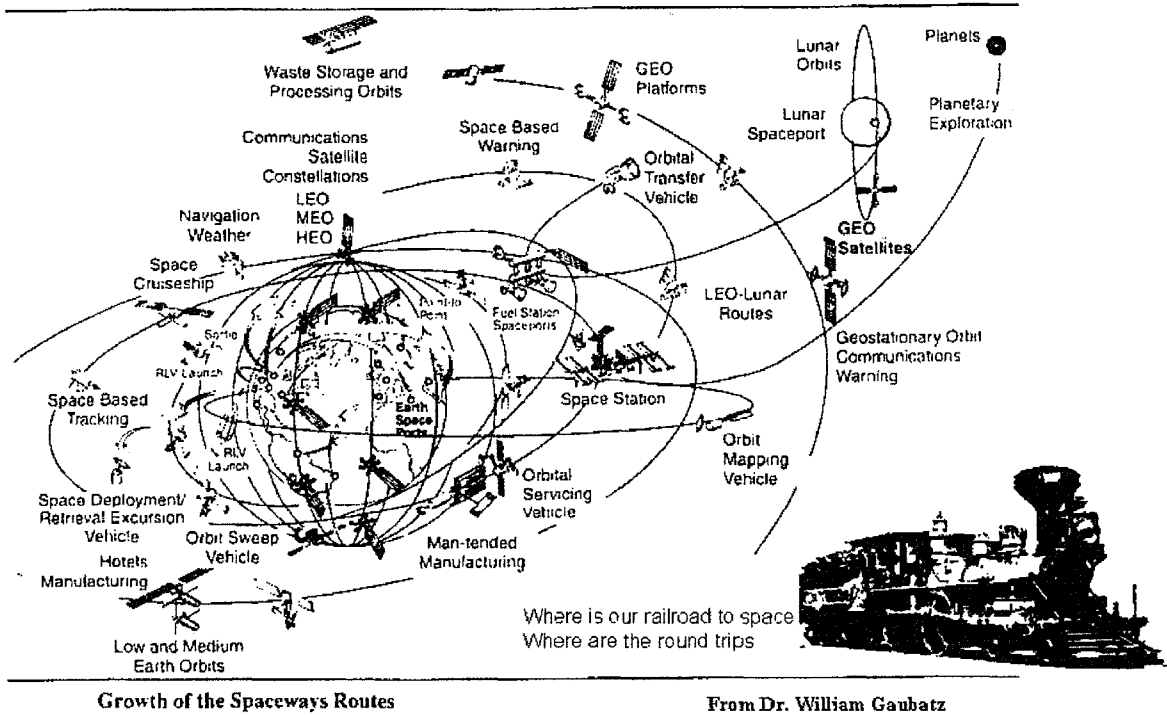 Waste Storage and
Processing Orbits
GEO
Platforms
Lunar
Orbits
Planets
Lunar
Spaceport
Planetary
Exploration
Communications
Satellite
Constellations
LEO
MEO
HEO
Space Based
Warning
Orbital
Transfer
Vehicle
Navigation
Weather
GEO
Satellites
Space
Cruiseship
Sortie
Point-to
Point
Fuel Station
Spaceports
LEO-Lunar
Routes
RLV Launch
Geostationary Orbit
Communications
Warning
Space Based
Tracking
Earth
Space
Ports
Space Station
RLV
Launch
Orbit
Mapping
Vehicle
Space Deployment/
Retrieval Excursion
Vehicle
Orbital
Servicing
Vehicle
Orbit Sweep
Vehicle
Man-tended
Manufacturing
Hotels
Manufacturing
Low and Medium
Earth Orbits
Where is our railroad to space
Where are the round trips
Growth of the Spaceways Routes
From Dr. William Gaubatz